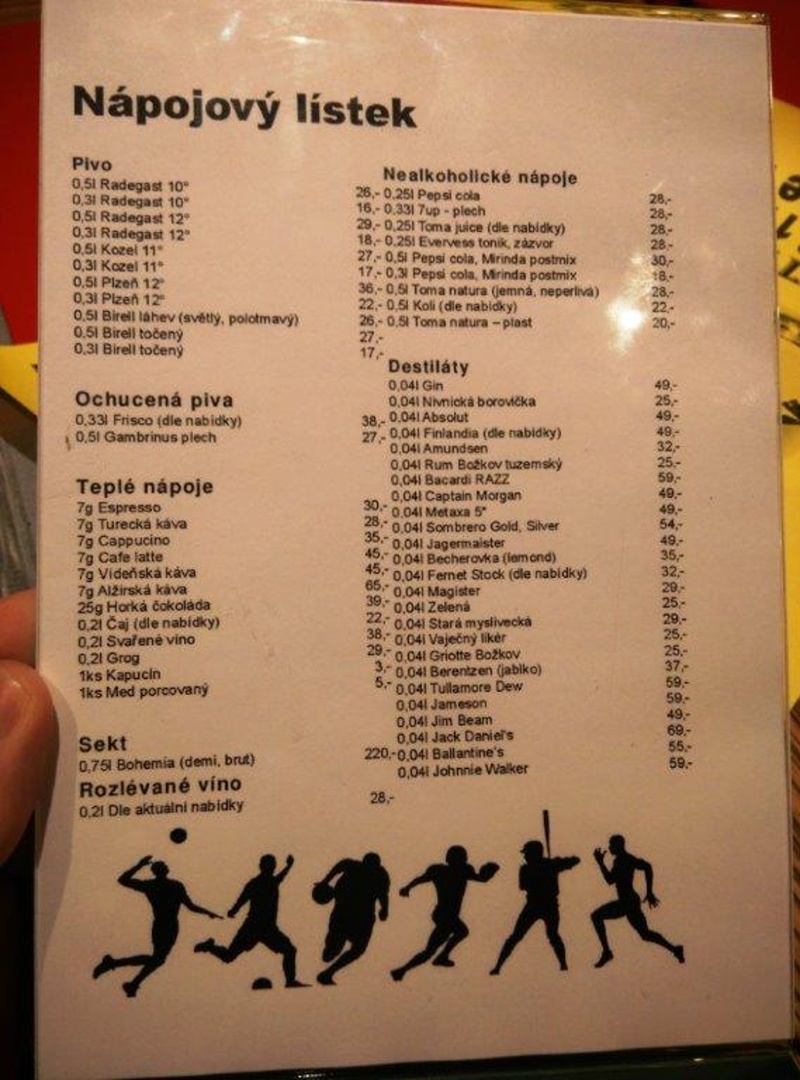 Nápojový lístek
Pivo
0,5l Radegast 10° 26,-
0,3l Radegast 10° 16,-
0,5l Radegast 12° 29,-
0,3l Radegast 12° 18,-
0,5l Kozel 11° 27,-
0,3l Kozel 11° 17,-
0,5l Plzeň 12° 36,-
0,3l Plzeň 12° 22,-
0,5l Birell láhev (světlý, polotmavý) 26,-
0,5l Birell točený 27,-
0,3l Birell točený 17,-
Ochucená piva
0,33l Frisco (dle nabídky) 38,-
0,5l Gambrinus plech 27,-
Teplé nápoje
7g Espresso 30,-
7g Turecká káva 28,-
7g Cappucino 35,-
7g Cafe latte 45,-
7g Vídeňská káva 45,-
7g Alžírská káva 65,-
25g Horká čokoláda 39,-
0,2l Čaj (dle nabídky) 22,-
0,2l Svařené víno 38,-
0,2l Grog 29,-
1ks Kapucín 3,-
1ks Med porcovaný 5,-
Sekt
0,75l Bohemia (demi, brut) 220,-
Rozlévané víno
0,2l Dle aktuální nabídky 28,-
Nealkoholické nápoje
0,25l Pepsi cola 28,-
0,33l 7up - plech 28,-
0,25l Toma juice (dle nabídky) 28,-
0,25l Evervess tonik, zázvor 28,-
0,5l Pepsi cola, Mirinda postmix 30,-
0,3l Pepsi cola, Mirinda postmix 18,-
0,5l Toma natura (jemná, neperlivá) 28,-
0,5l Koli (dle nabídky) 22,-
0,5l Toma natura – plast 20,-
Destiláty
0,04l Gin 49,-
0,04l Nivnická borovička 25,-
0,04l Absolut 49,-
0,04l Finlandia (dle nabídky) 49,-
0,04l Amundsen 32,-
0,04l Rum Božkov tuzemský 25,-
0,04l Bacardi RAZZ 59,-
0,04l Captain Morgan 49,-
0,04l Metaxa 5* 49,-
0,04l Sombrero Gold, Silver 54,-
0,04l Jagermaister 49,-
0,04l Becherovka (lemond) 35,-
0,04l Fernet Stock (dle nabídky) 32,-
0,04l Magister 29,-
0,04l Zelená 25,-
0,04l Stará myslivecká 29,-
0,04l Vaječný likér 25,-
0,04l Griotte Božkov 25,-
0,04l Berentzen (jablko) 37,-
0,04l Tullamore Dew 59,-
0,04l Jameson 59,-
0,04l Jim Beam 49,-
0,04l Jack Daniel's 69,-
0,04l Ballantine's 55,-
0,04l Johnnie Walker 59,-